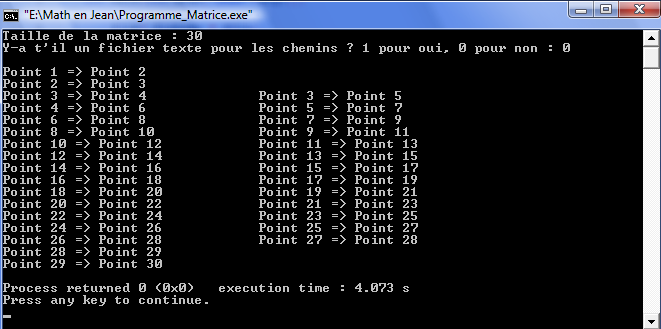 "E:\Math en Jean\Programme_Matrice.exe"
Taille de la matrice : 30
Y-a t'il un fichier texte pour les chemins ? 1 pour oui, 0 pour non : 0
Point 1 => Point 2
Point 2 => Point 3
Point 3 => Point 4 Point 3 => Point 5
Point 4 => Point 6 Point 5 => Point 7
Point 6 => Point 8 Point 7 => Point 9
Point 8 => Point 10 Point 9 => Point 11
Point 10 => Point 12 Point 11 => Point 13
Point 12 => Point 14 Point 13 => Point 15
Point 14 => Point 16 Point 15 => Point 17
Point 16 => Point 18 Point 17 => Point 19
Point 18 => Point 20 Point 19 => Point 21
Point 20 => Point 22 Point 21 => Point 23
Point 22 => Point 24 Point 23 => Point 25
Point 24 => Point 26 Point 25 => Point 27
Point 26 => Point 28 Point 27 => Point 28
Point 28 => Point 29
Point 29 => Point 30
Process returned 0 (0x0) execution time : 4.073 s
Press any key to continue.